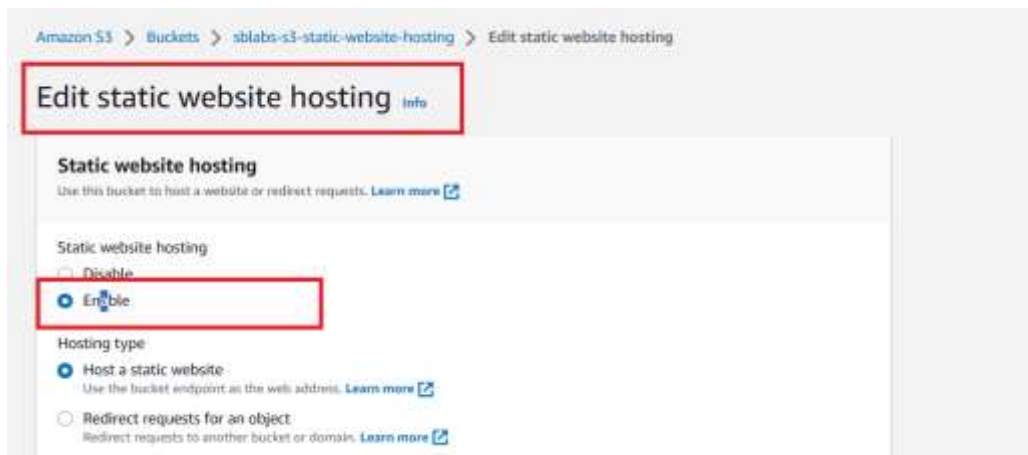 Amazon S3 > Buckets > sblabs-s3-static-website-hosting > Edit static website hosting
Edit static website hosting Info
Static website hosting
Use this bucket to host a website or redirect requests. Learn more
Static website hosting
Disable
Enable
Hosting type
Host a static website
Use the bucket endpoint as the web address. Learn more
Redirect requests for an object
Redirect requests to another bucket or domain. Learn more